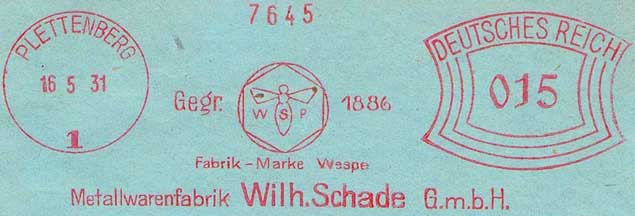 7645
PLETTENBERG
16 5 31
1
Gegr. 1886
W S P
Fabrik-Marke Wespe
DEUTSCHES REICH
015
Metallwarenfabrik Wilh.Schade G.m.b.H.